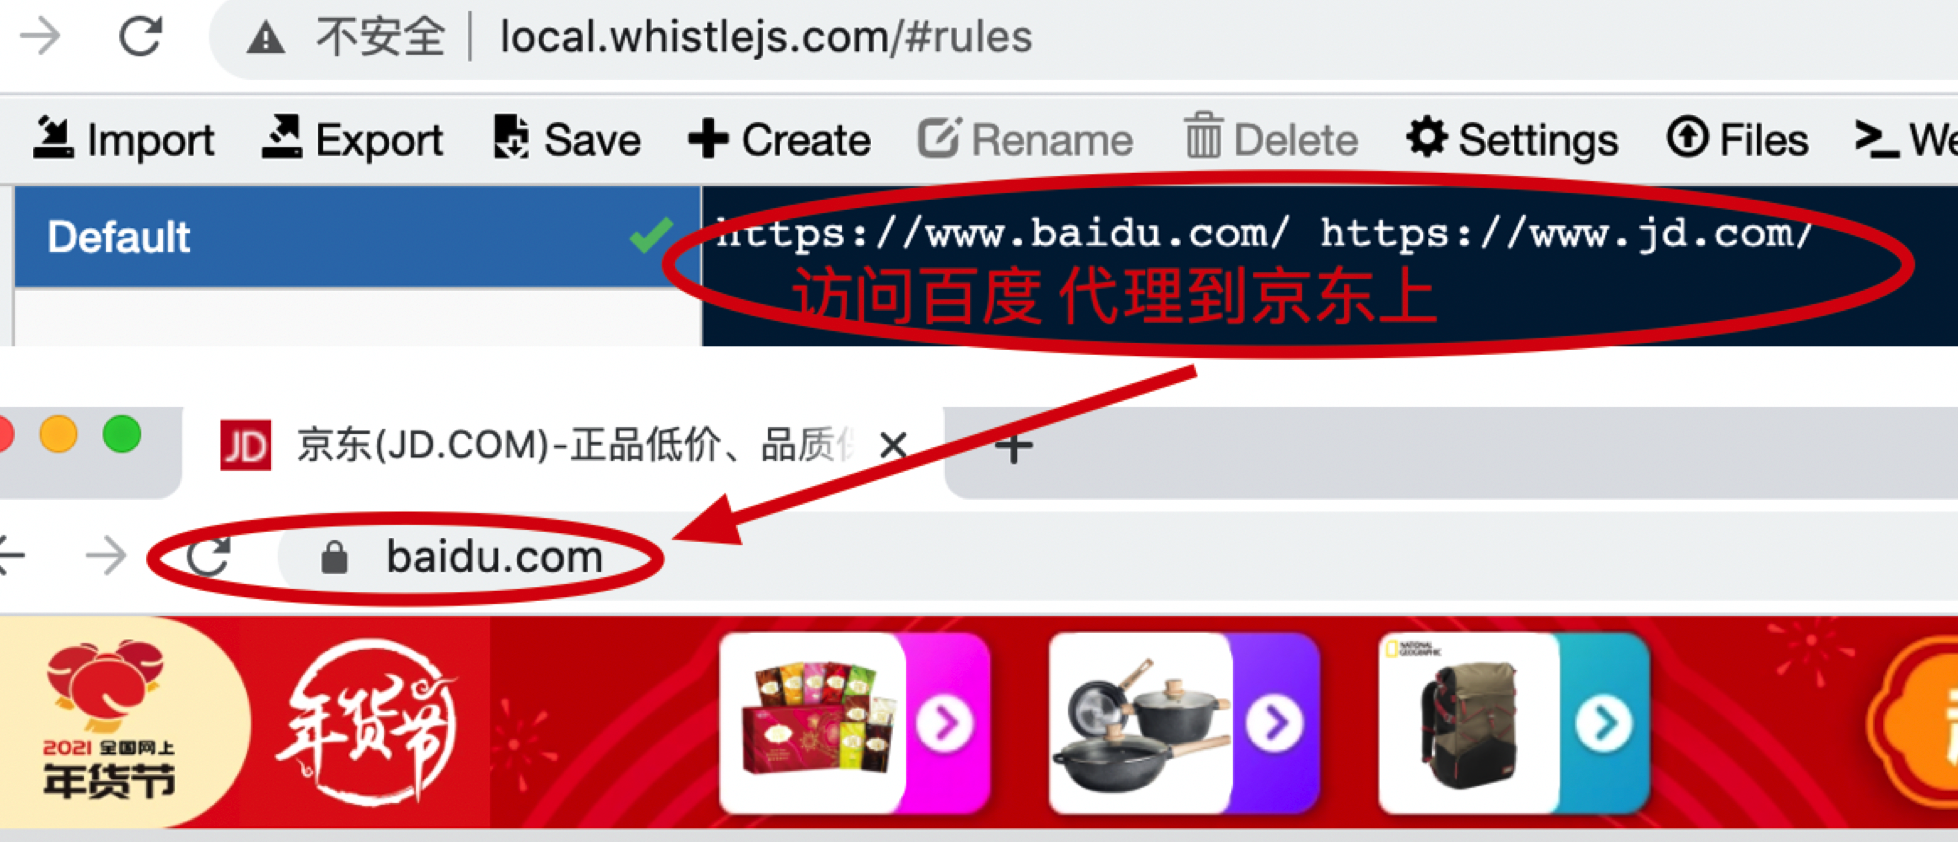 不安全 local.whistlejs.com/#rules
Import Export Save Create Rename Delete Settings Files
Default https://www.baidu.com/ https://www.jd.com/
访问百度 代理到京东上
JD 京东(JD.COM)-正品低价、品质
baidu.com
NATIONAL GEOGRAPHIC
年货节
2021 全国网上
年货节